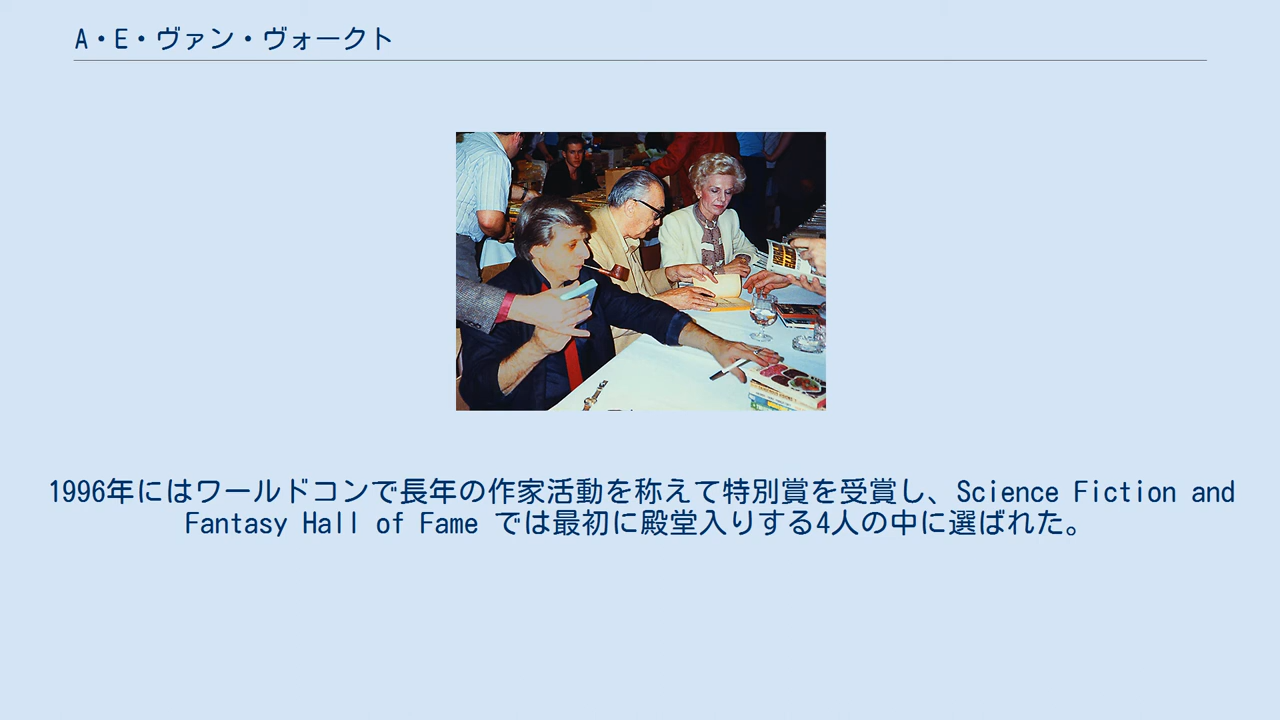 A・E・ヴァン・ヴォークト
1996年にはワールドコンで長年の作家活動を称えて特別賞を受賞し、Science Fiction and
Fantasy Hall of Fame では最初に殿堂入りする4人の中に選ばれた。